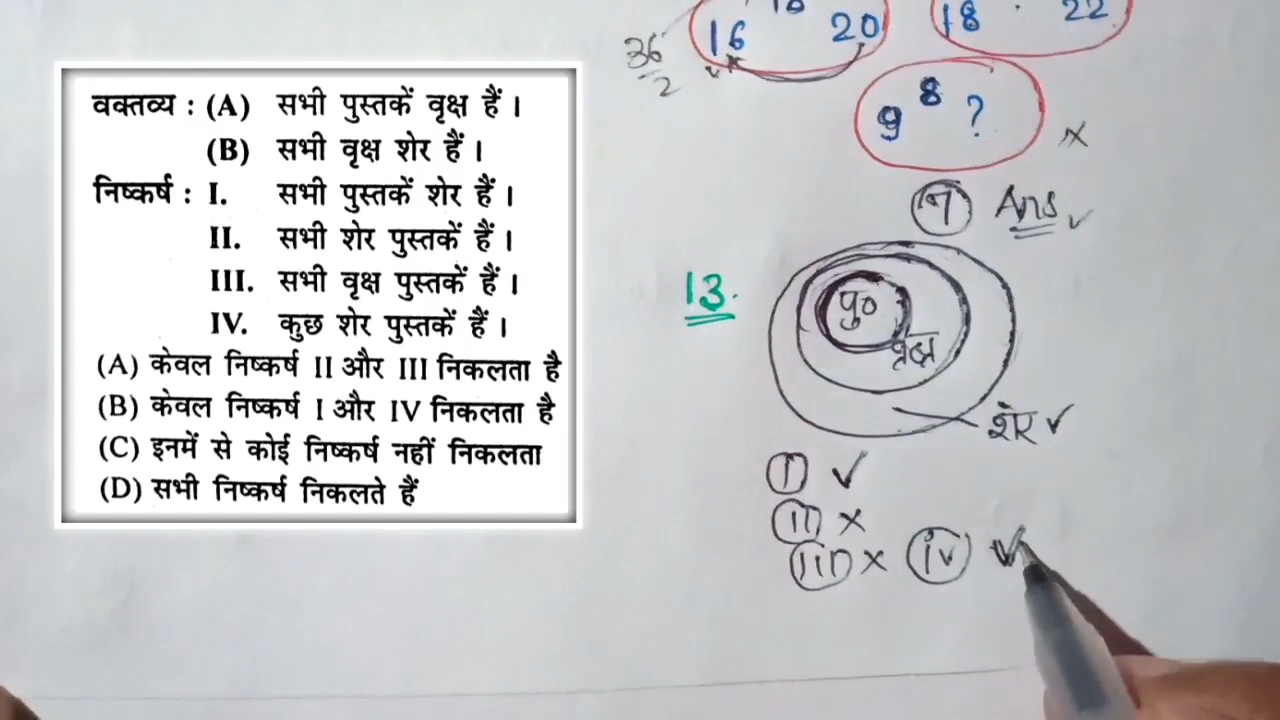 वक्तव्य : (A) सभी पुस्तकें वृक्ष हैं ।
(B) सभी वृक्ष शेर हैं ।
निष्कर्ष : I. सभी पुस्तकें शेर हैं ।
II. सभी शेर पुस्तकें हैं ।
III. सभी वृक्ष पुस्तकें हैं ।
IV. कुछ शेर पुस्तकें हैं ।
(A) केवल निष्कर्ष II और III निकलता है
(B) केवल निष्कर्ष I और IV निकलता है
(C) इनमें से कोई निष्कर्ष नहीं निकलता
(D) सभी निष्कर्ष निकलते हैं
36
2
16 20
18 22
9 8 ?
Ans
13.
पु०
वृक्ष
शेर
I
II
III iv